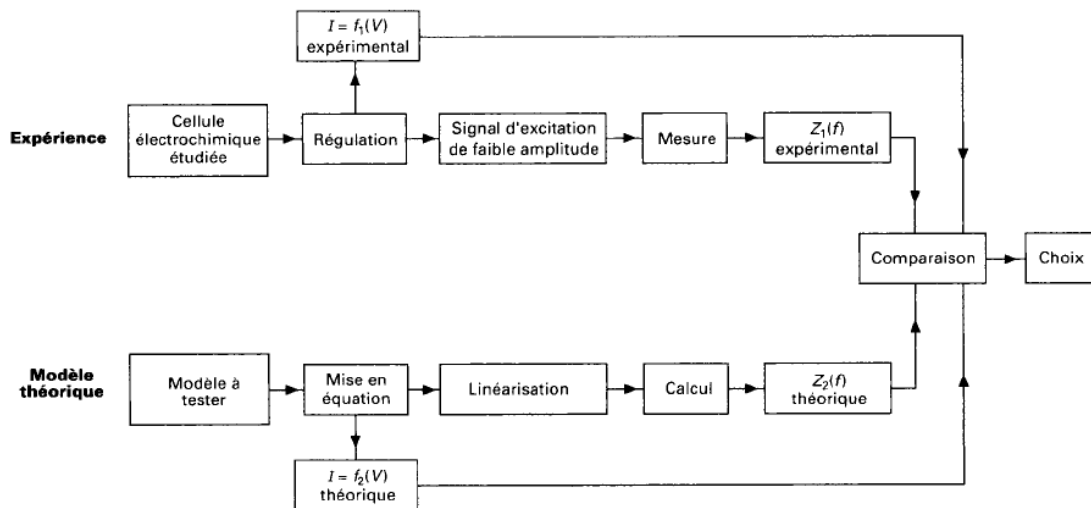 I = f₁(V)
expérimental
Expérience
Cellule
électrochimique
étudiée
Régulation
Signal d'excitation
de faible amplitude
Mesure
Z₁(f)
expérimental
Comparaison
Choix
Modèle
théorique
Modèle à
tester
Mise en
équation
Linéarisation
Calcul
Z₂(f)
théorique
I = f₂(V)
théorique